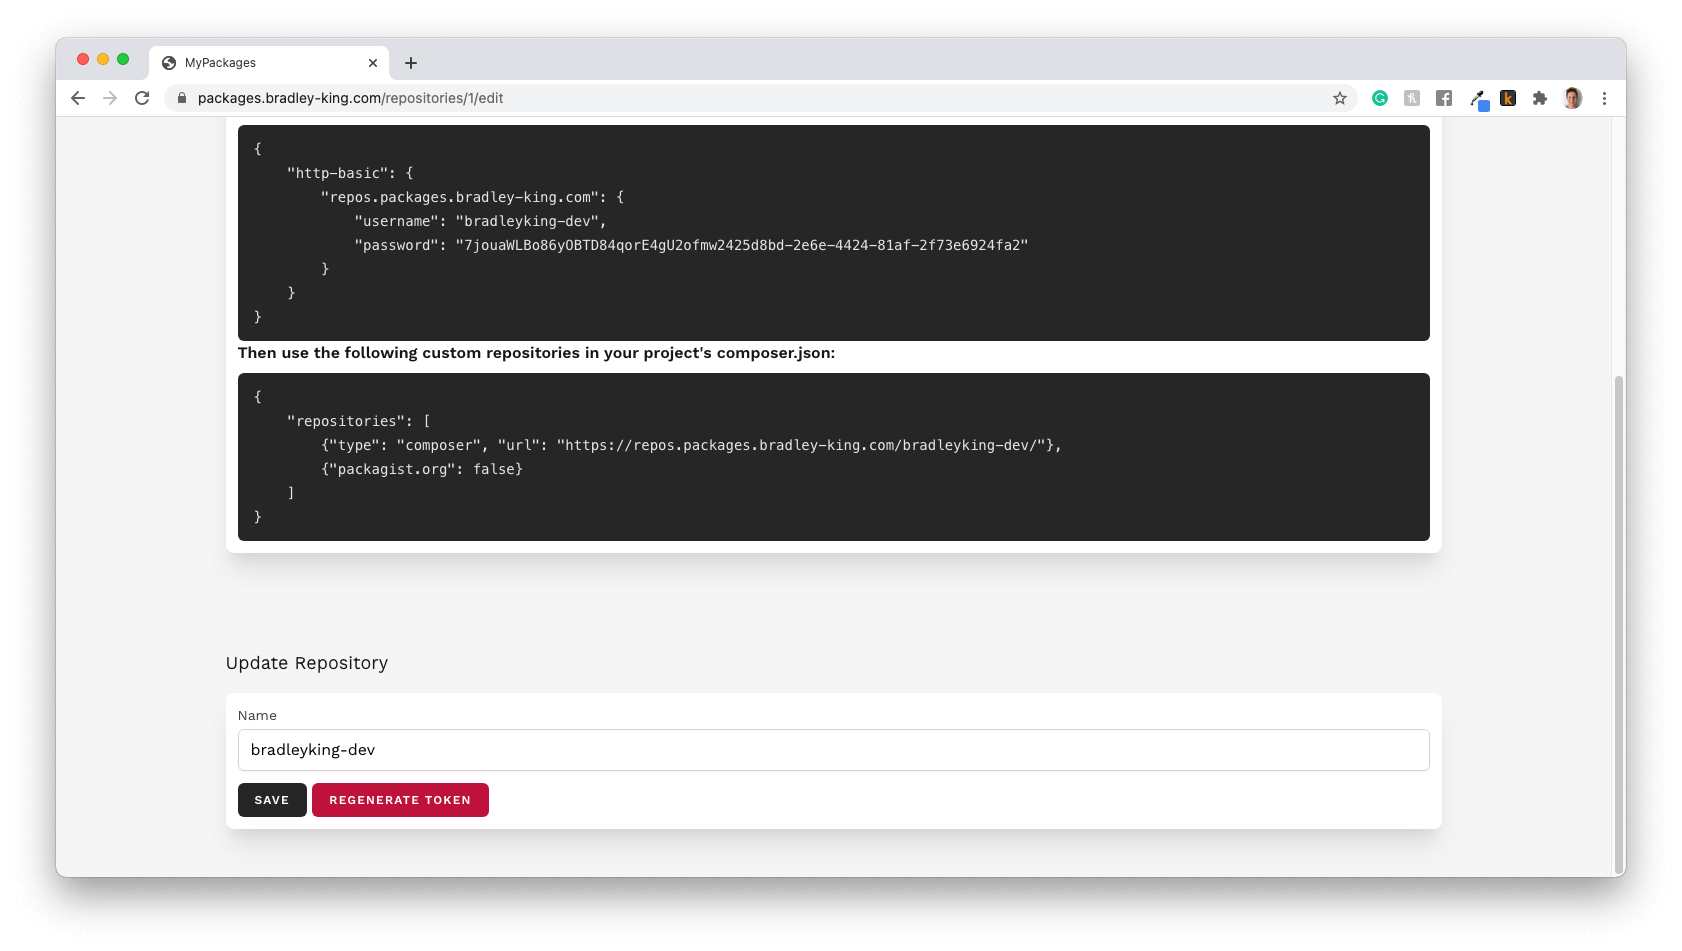 MyPackages
packages.bradley-king.com/repositories/1/edit
{
    "http-basic": {
        "repos.packages.bradley-king.com": {
            "username": "bradleyking-dev",
            "password": "7jouaWLBo86yOBTD84qorE4gU2ofmw2425d8bd-2e6e-4424-81af-2f73e6924fa2"
        }
    }
}
Then use the following custom repositories in your project's composer.json:
{
    "repositories": [
        {"type": "composer", "url": "https://repos.packages.bradley-king.com/bradleyking-dev/"},
        {"packagist.org": false}
    ]
}
Update Repository
Name
bradleyking-dev
SAVE REGENERATE TOKEN